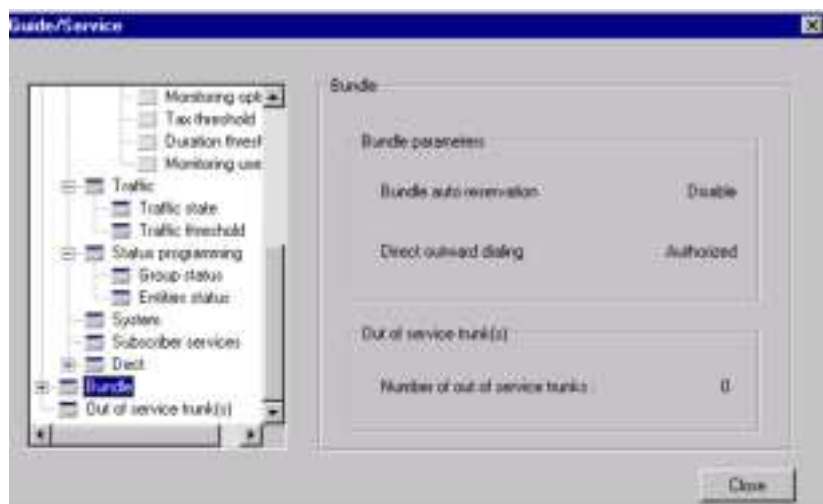 Guide/Service
Monitoring opt
Tax threshold
Duration thresl
Monitoring use
Traffic
Traffic state
Traffic threshold
Status programming
Group status
Entities status
System
Subscriber services
Dect
Bundle
Out of service trunk(s)
Bundle
Bundle parameters
Bundle auto reservation
Disable
Direct outward dialing
Authorized
Out of service trunk(s)
Number of out of service trunks :
0
Close